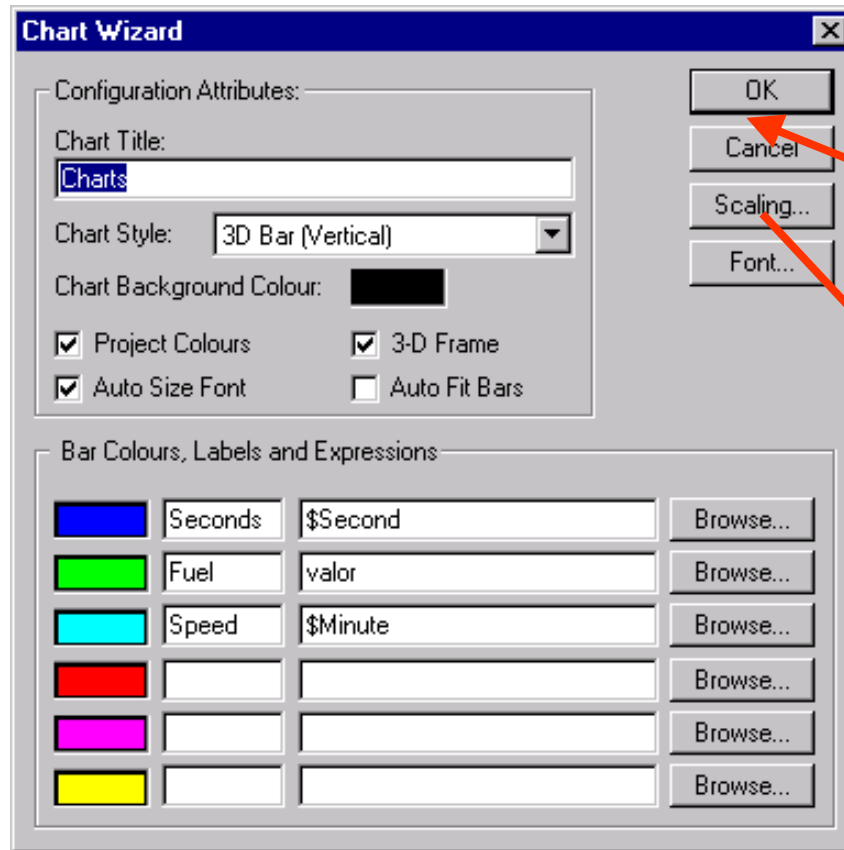 Chart Wizard
Configuration Attributes:
Chart Title:
Charts
Chart Style: 3D Bar (Vertical)
Chart Background Colour:
Project Colours 3-D Frame
Auto Size Font Auto Fit Bars
OK
Cancel
Scaling...
Font...
Bar Colours, Labels and Expressions
Seconds $Second Browse...
Fuel valor Browse...
Speed $Minute Browse...
Browse...
Browse...
Browse...